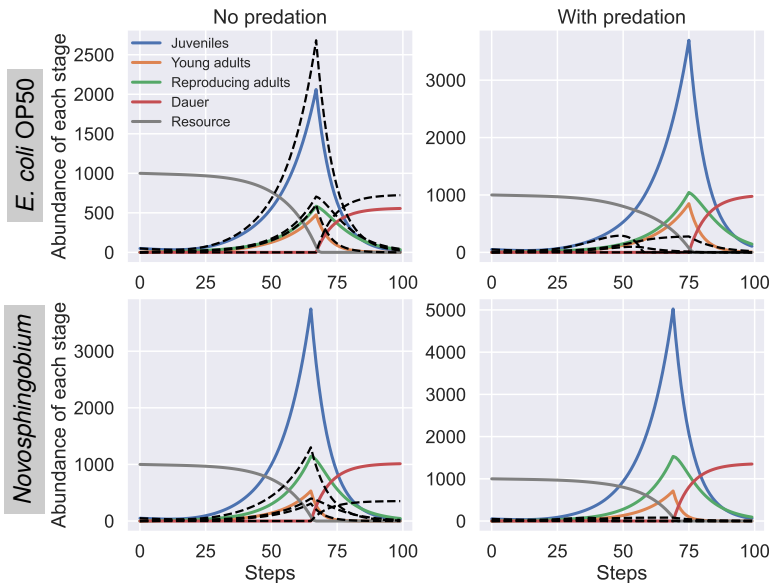 No predation
With predation
E. coli OP50
Abundance of each stage
2500
2000
1500
1000
500
0
Juveniles
Young adults
Reproducing adults
Dauer
Resource
0 25 50 75 100
3000
2000
1000
0
0 25 50 75 100
Novosphingobium
Abundance of each stage
3000
2000
1000
0
0 25 50 75 100
Steps
5000
4000
3000
2000
1000
0
0 25 50 75 100
Steps